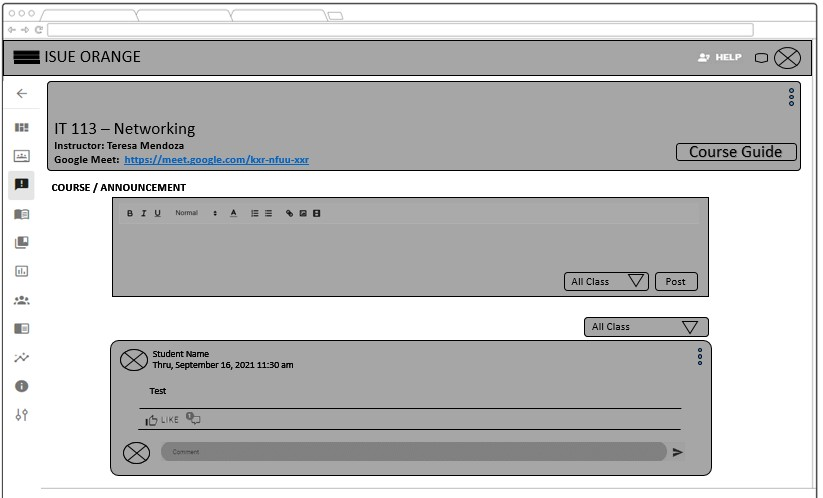 ISUE ORANGE
HELP
IT 113 – Networking
Instructor: Teresa Mendoza
Google Meet: https://meet.google.com/kxr-nfuu-xxr
Course Guide
COURSE / ANNOUNCEMENT
B I U Normal A
All Class Post
All Class
Student Name
Thru, September 16, 2021 11:30 am
Test
LIKE 1
Comment